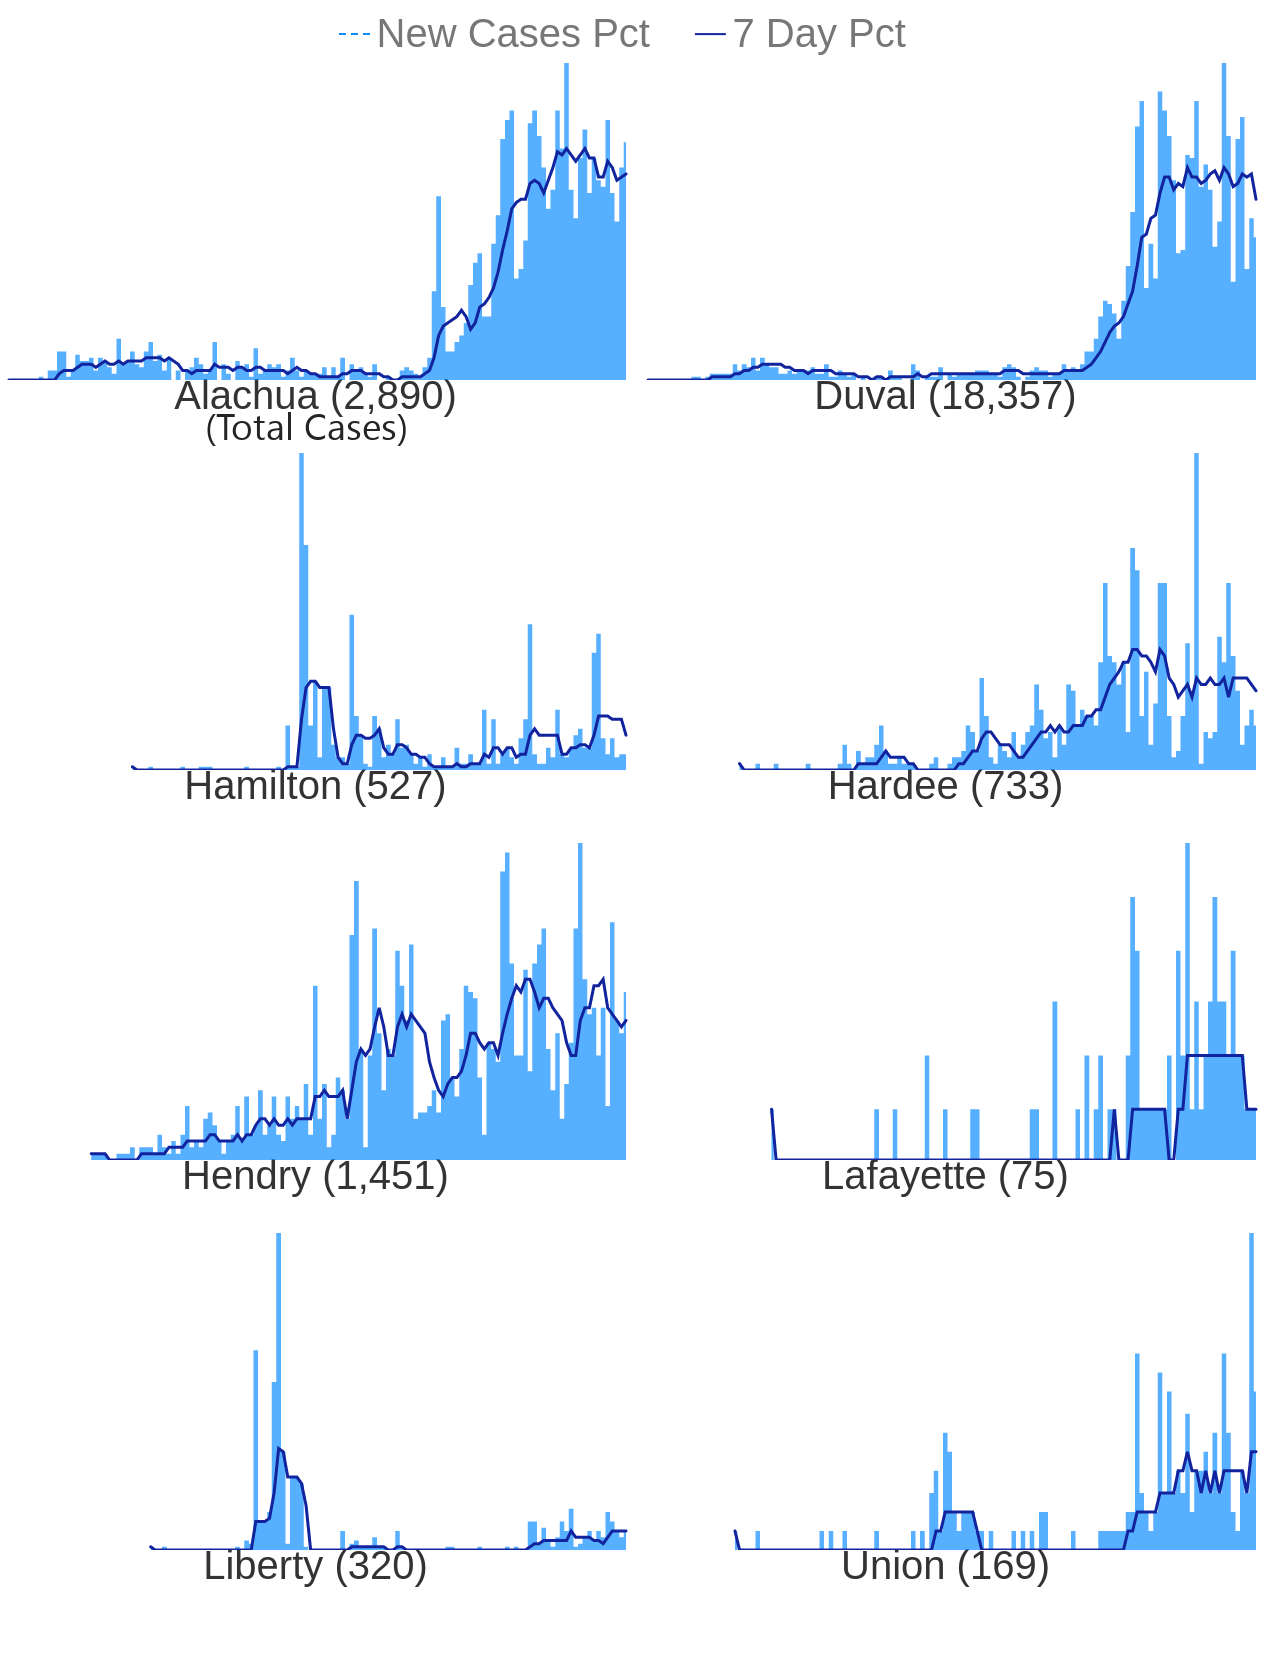 New Cases Pct 7 Day Pct
Alachua (2,890) Duval (18,357)
(Total Cases)
Hamilton (527) Hardee (733)
Hendry (1,451) Lafayette (75)
Liberty (320) Union (169)